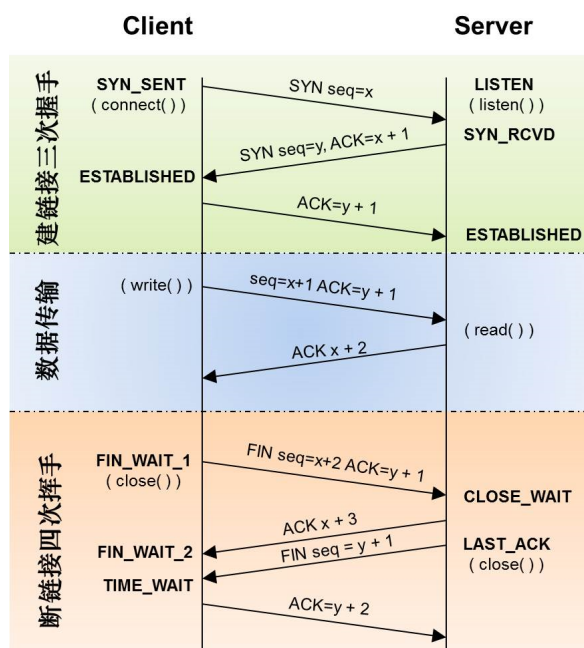 Client Server
建链接三次握手
SYN_SENT
( connect() )
SYN seq=x
LISTEN
( listen() )
SYN_RCVD
SYN seq=y, ACK=x + 1
ESTABLISHED
ACK=y + 1
ESTABLISHED
数据传输
( write() )
seq=x+1 ACK=y + 1
( read() )
ACK x + 2
断链接四次挥手
FIN_WAIT_1
( close() )
FIN seq=x+2 ACK=y + 1
CLOSE_WAIT
ACK x + 3
FIN_WAIT_2
FIN seq = y + 1
LAST_ACK
( close() )
TIME_WAIT
ACK=y + 2